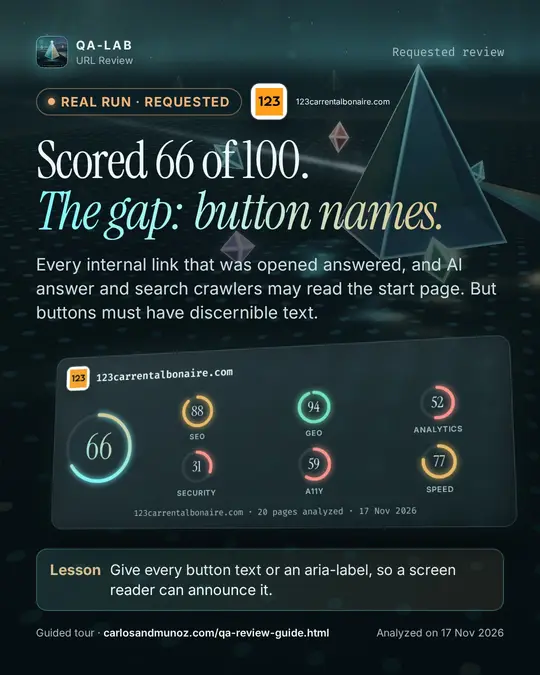 QA-LAB
URL Review
Requested review
REAL RUN · REQUESTED
123
123carrentalbonaire.com
Scored 66 of 100.
The gap: button names.
Every internal link that was opened answered, and AI
answer and search crawlers may read the start page. But
buttons must have discernible text.
123
123carrentalbonaire.com
66
88
SEO
94
GEO
52
ANALYTICS
31
SECURITY
59
A11Y
77
SPEED
123carrentalbonaire.com · 20 pages analyzed · 17 Nov 2026
Lesson Give every button text or an aria-label, so a screen
reader can announce it.
Guided tour · carlosandmunoz.com/qa-review-guide.html
Analyzed on 17 Nov 2026